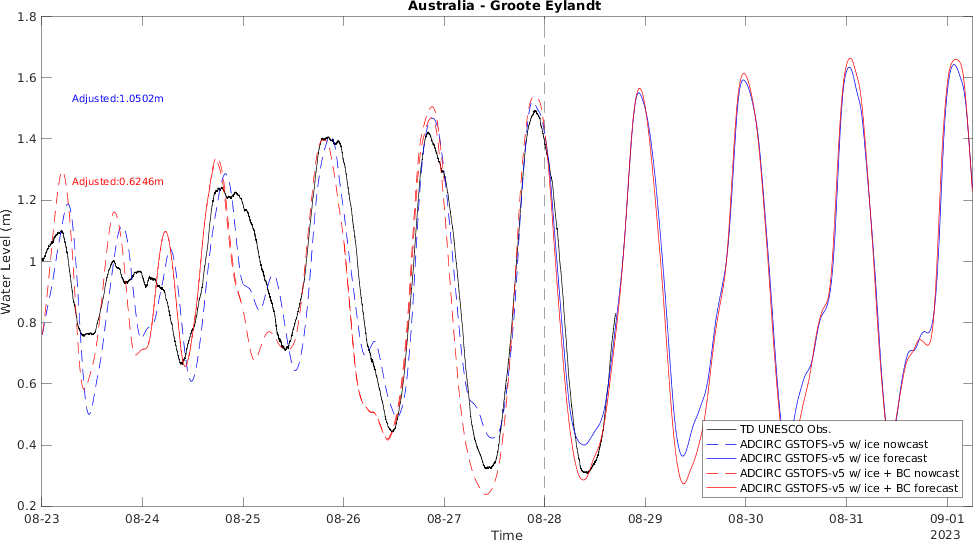 Australia - Groote Eylandt
1.8
1.6
1.4
1.2
1
0.8
0.6
0.4
0.2
Water Level (m)
Adjusted:1.0502m
Adjusted:0.6246m
TD UNESCO Obs.
ADCIRC GSTOFS-v5 w/ ice nowcast
ADCIRC GSTOFS-v5 w/ ice forecast
ADCIRC GSTOFS-v5 w/ ice + BC nowcast
ADCIRC GSTOFS-v5 w/ ice + BC forecast
08-23 08-24 08-25 08-26 08-27 08-28 08-29 08-30 08-31 09-01
2023
Time